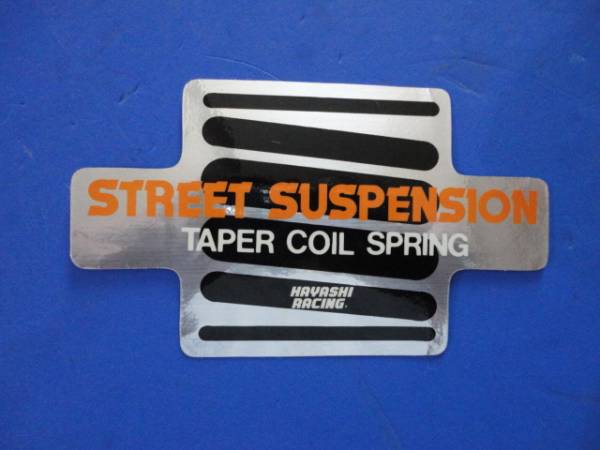 STREET SUSPENSION
TAPER COIL SPRING
HAYASHI
RACING.